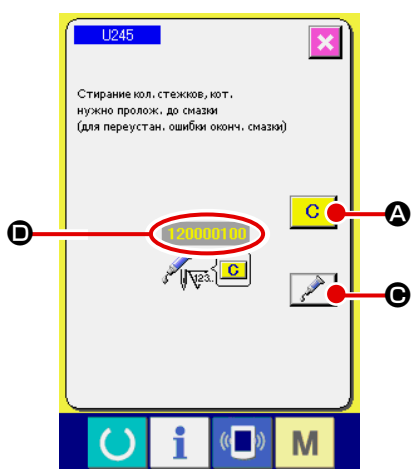 U245
Стирание кол. стежков, кот.
нужно пролож. до смазки
(для переустан. ошибки оконч. смазки)
C
A
D
120000100
123..
C
C
i
M